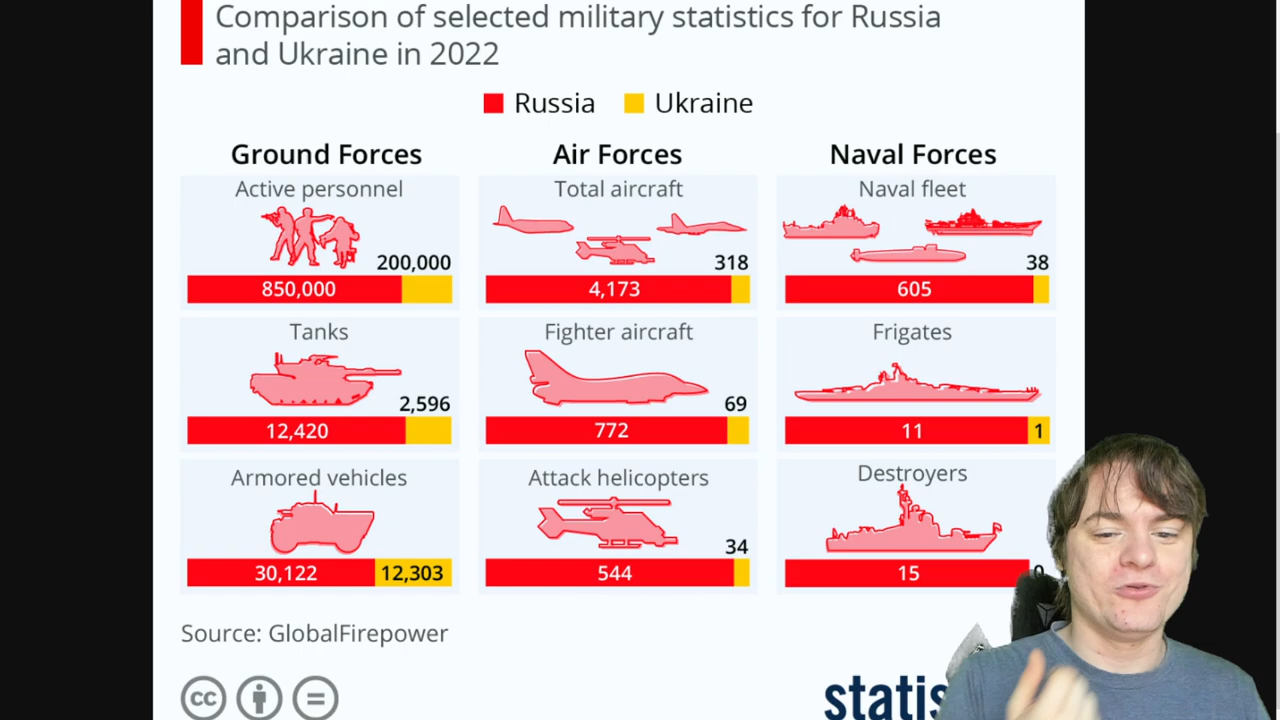 Comparison of selected military statistics for Russia
and Ukraine in 2022
Russia
Ukraine
Ground Forces
Air Forces
Naval Forces
Active personnel
200,000
850,000
Total aircraft
318
4,173
Naval fleet
38
605
Tanks
2,596
12,420
Fighter aircraft
69
772
Frigates
11
1
Armored vehicles
30,122
12,303
Attack helicopters
34
544
Destroyers
15
Source: GlobalFirepower
cc